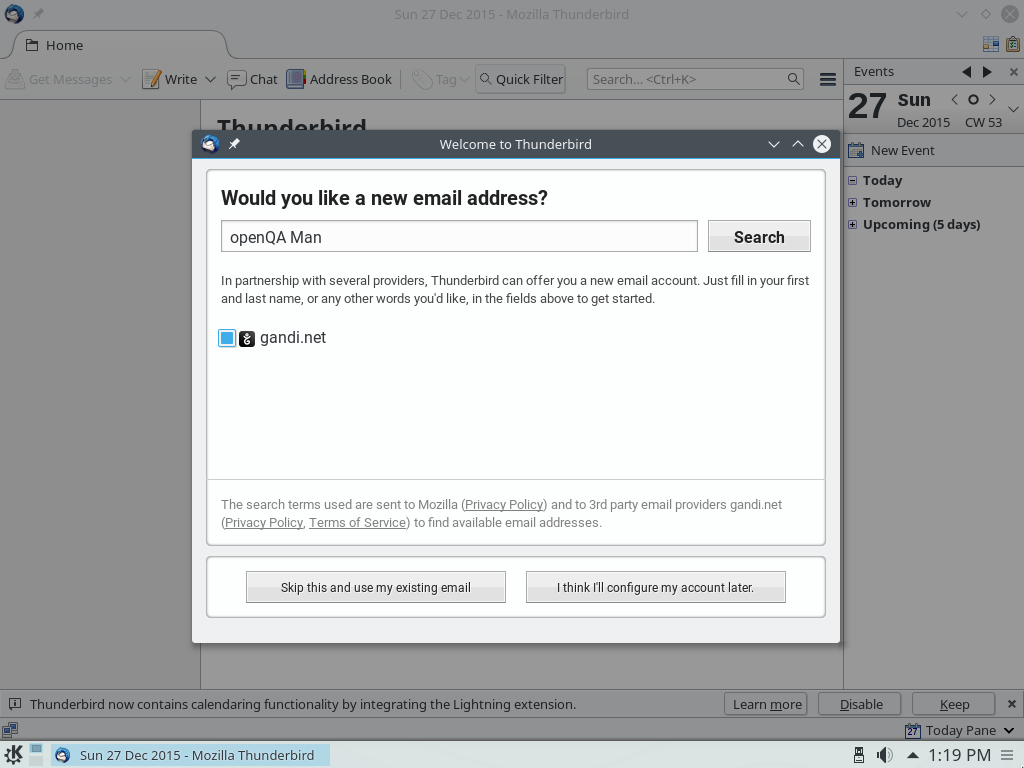 Sun 27 Dec 2015 - Mozilla Thunderbird
Home
Get Messages
Write
Chat
Address Book
Tag
Quick Filter
Search... <Ctrl+K>
Events
27
Sun
Dec 2015
CW 53
New Event
Today
Tomorrow
Upcoming (5 days)
Thunderbird
Welcome to Thunderbird
Would you like a new email address?
openQA Man
Search
In partnership with several providers, Thunderbird can offer you a new email account. Just fill in your first
and last name, or any other words you'd like, in the fields above to get started.
gandi.net
The search terms used are sent to Mozilla (Privacy Policy) and to 3rd party email providers gandi.net
(Privacy Policy, Terms of Service) to find available email addresses.
Skip this and use my existing email
I think I'll configure my account later.
Thunderbird now contains calendaring functionality by integrating the Lightning extension.
Learn more
Disable
Keep
27
Today Pane
Sun 27 Dec 2015 - Mozilla Thunderbird
1:19 PM